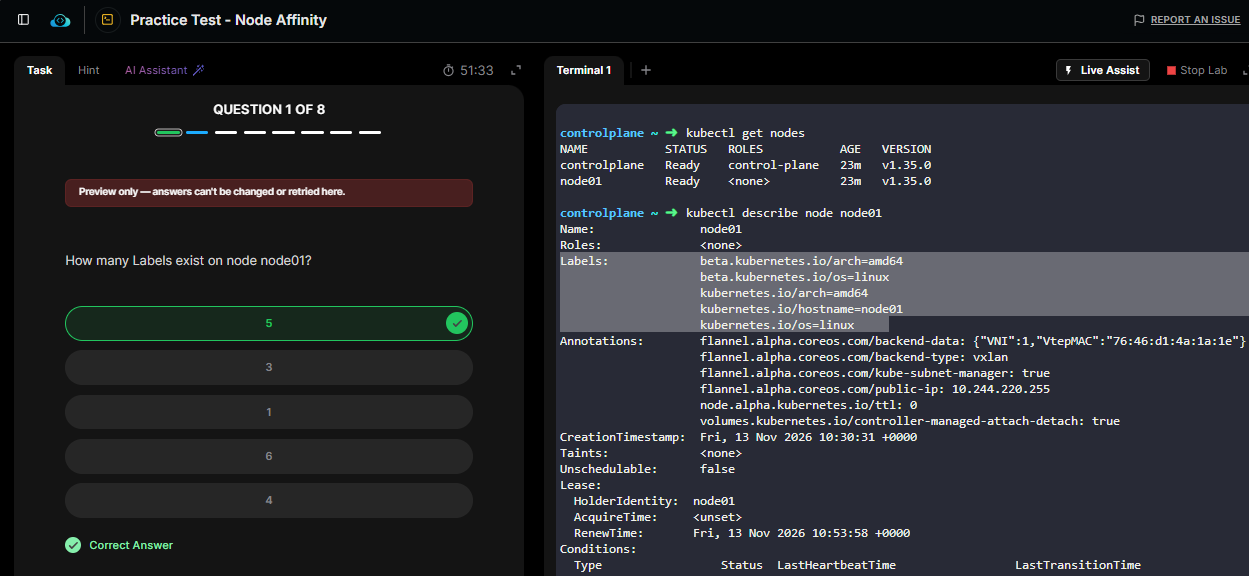 Practice Test - Node Affinity
REPORT AN ISSUE
Task
Hint
AI Assistant
51:33
QUESTION 1 OF 8
Preview only — answers can't be changed or retried here.
How many Labels exist on node node01?
5
3
1
6
4
Correct Answer
Terminal 1
+
Live Assist
Stop Lab
controlplane ~ ➜ kubectl get nodes
NAME STATUS ROLES AGE VERSION
controlplane Ready control-plane 23m v1.35.0
node01 Ready <none> 23m v1.35.0
controlplane ~ ➜ kubectl describe node node01
Name: node01
Roles: <none>
Labels: beta.kubernetes.io/arch=amd64
beta.kubernetes.io/os=linux
kubernetes.io/arch=amd64
kubernetes.io/hostname=node01
kubernetes.io/os=linux
Annotations: flannel.alpha.coreos.com/backend-data: {"VNI":1,"VtepMAC":"76:46:d1:4a:1a:1e"}
flannel.alpha.coreos.com/backend-type: vxlan
flannel.alpha.coreos.com/kube-subnet-manager: true
flannel.alpha.coreos.com/public-ip: 10.244.220.255
node.alpha.kubernetes.io/ttl: 0
volumes.kubernetes.io/controller-managed-attach-detach: true
CreationTimestamp: Fri, 13 Nov 2026 10:30:31 +0000
Taints: <none>
Unschedulable: false
Lease:
HolderIdentity: node01
AcquireTime: <unset>
RenewTime: Fri, 13 Nov 2026 10:53:58 +0000
Conditions:
Type Status LastHeartbeatTime LastTransitionTime